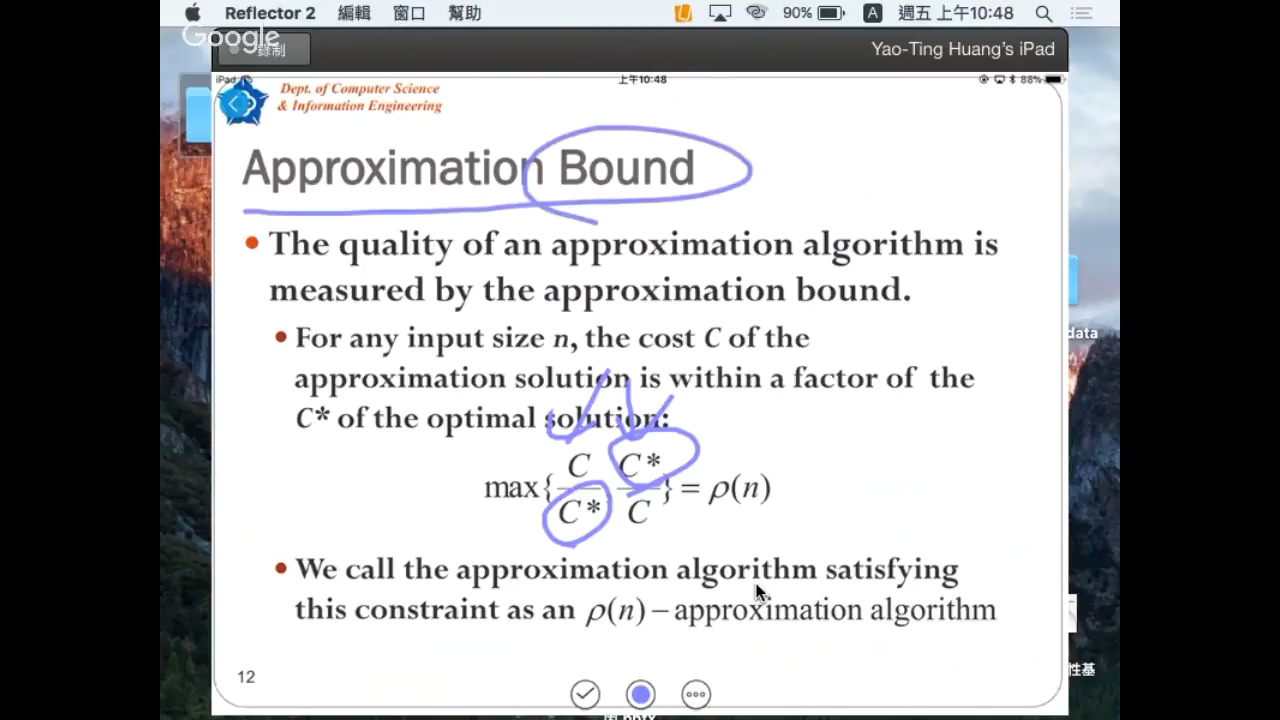 Reflector 2 編輯 窗口 幫助 90% A 週五 上午10:48
Google
錄制 Yao-Ting Huang's iPad
iPad 上午10:48 88%
Dept. of Computer Science
& Information Engineering
Approximation Bound
• The quality of an approximation algorithm is
measured by the approximation bound.
• For any input size n, the cost C of the
approximation solution is within a factor of the
C* of the optimal solution:
max{C/C*, C*/C} = ρ(n)
• We call the approximation algorithm satisfying
this constraint as an ρ(n) – approximation algorithm
12
data
性基